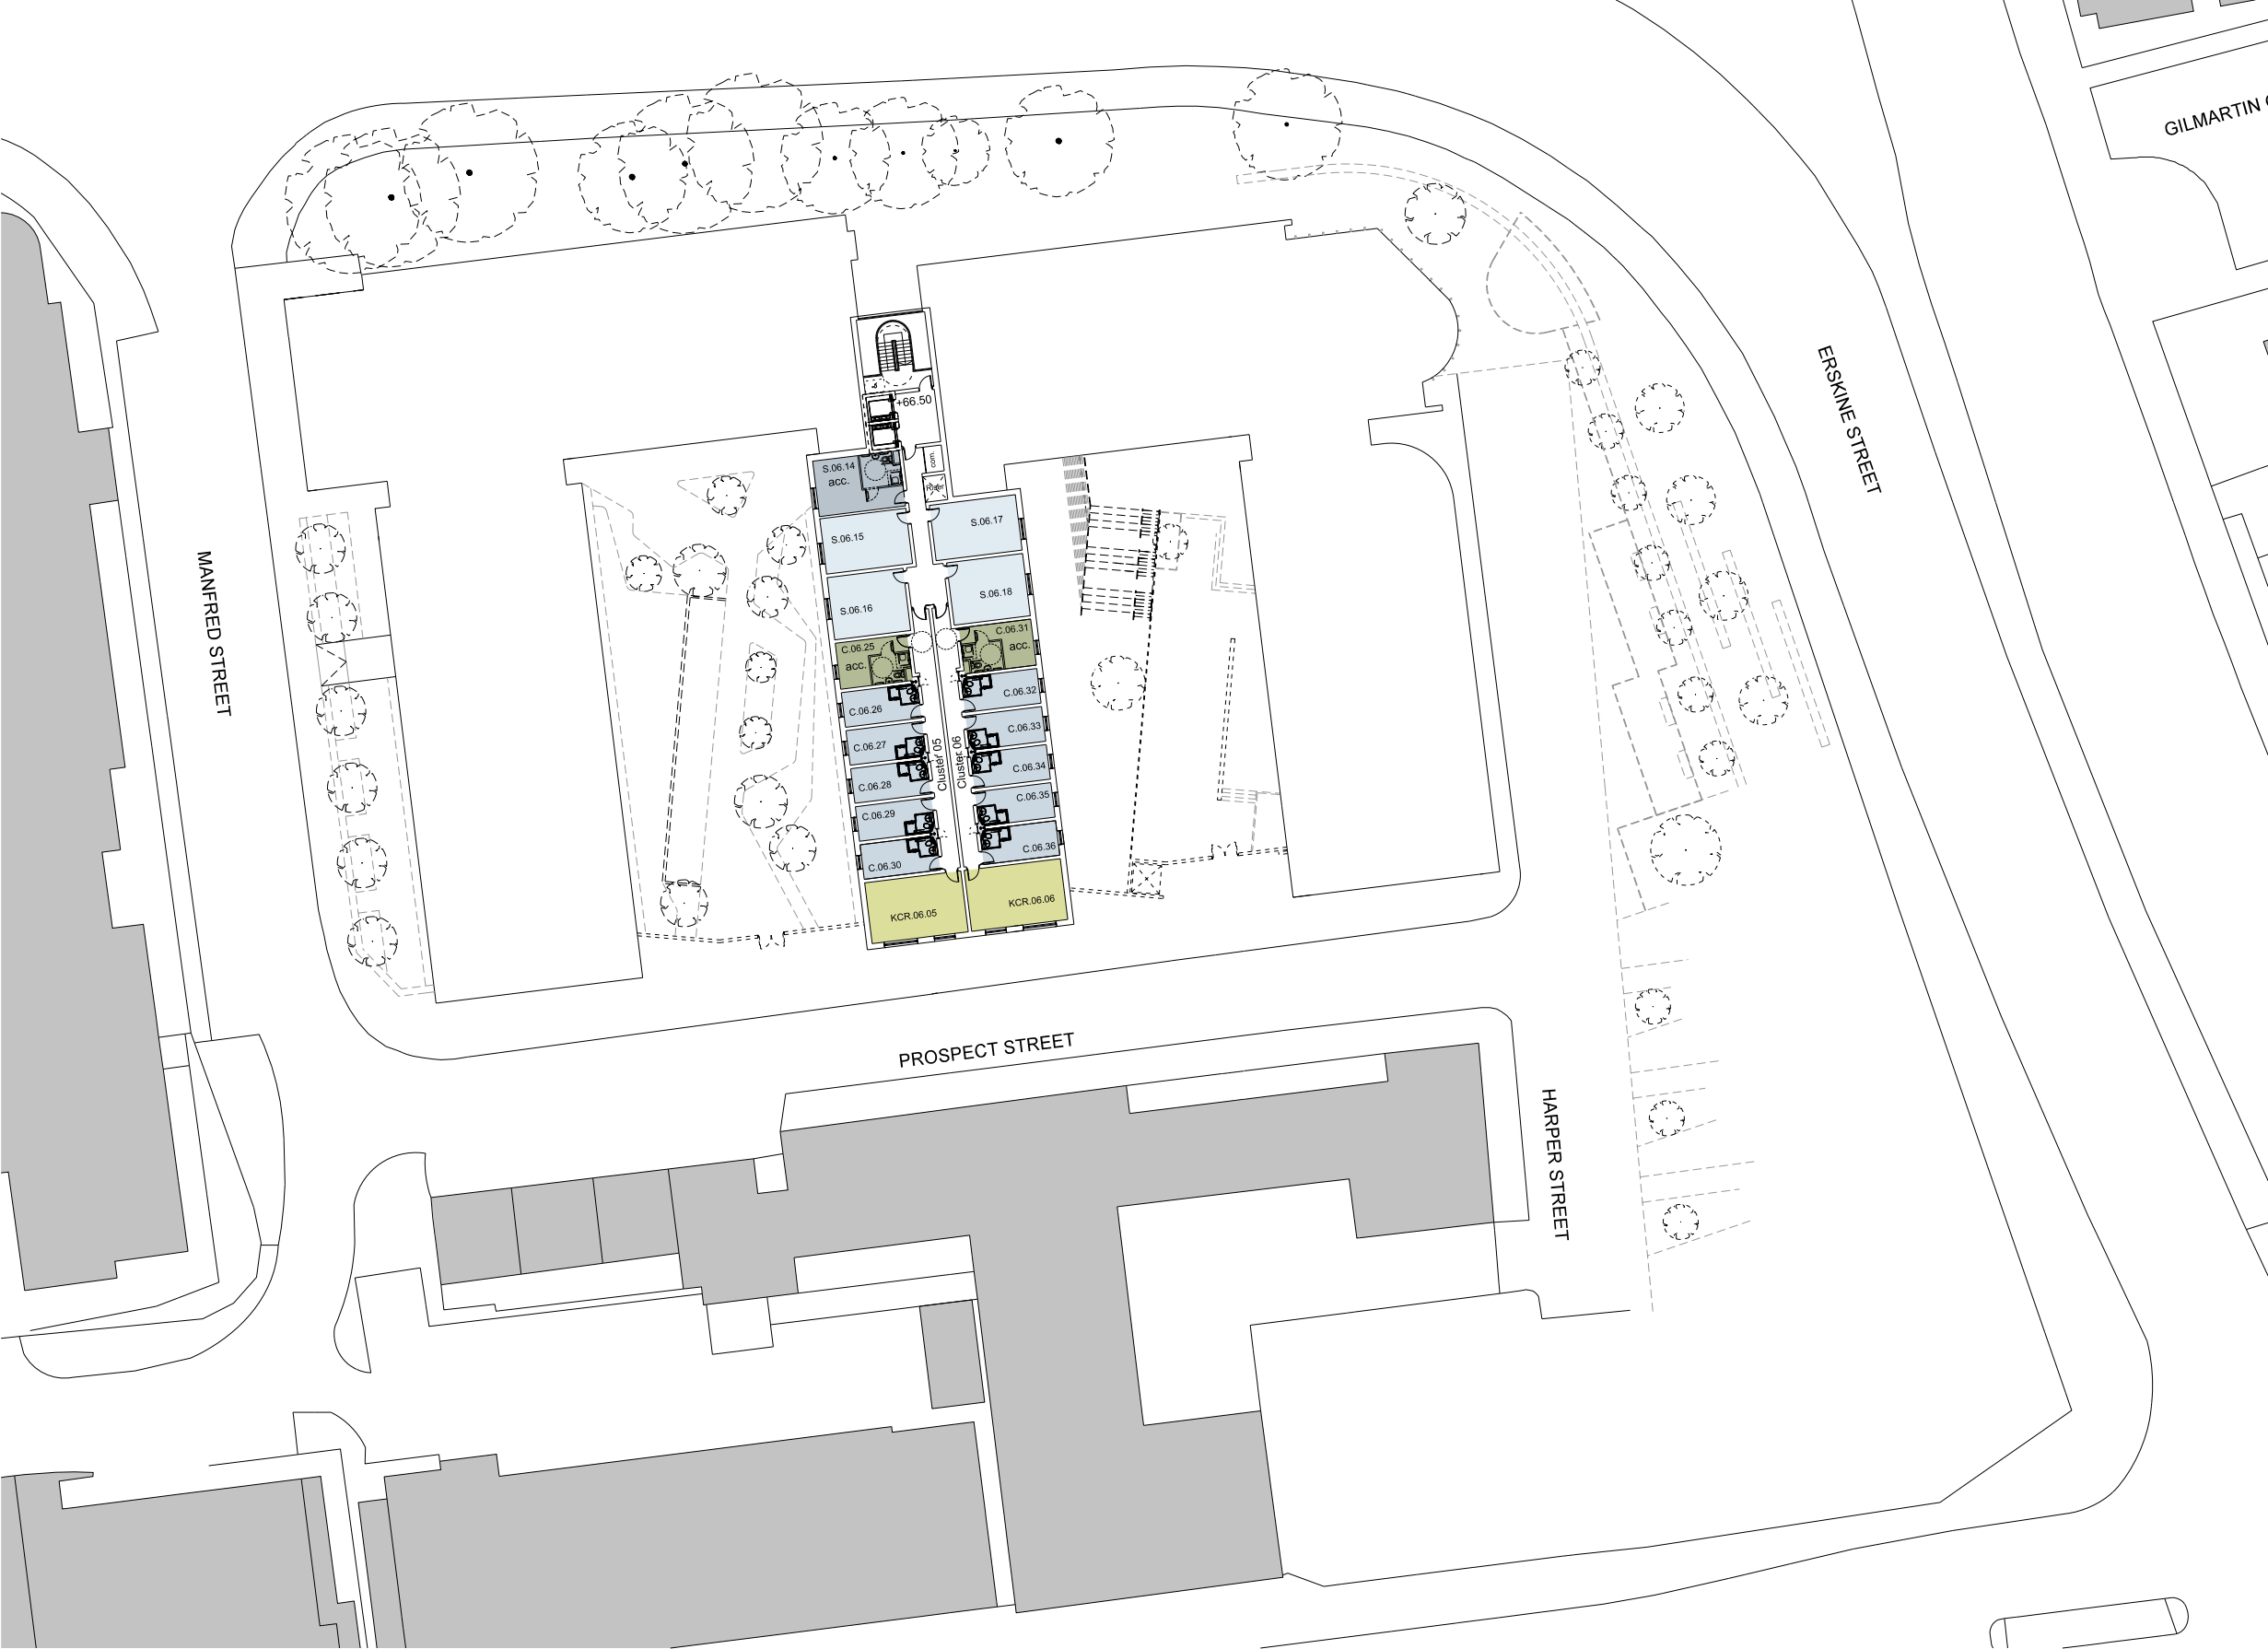 GILMARTIN
ERSKINE STREET
MANFRED STREET
+66.50
com.
Riser
S.06.14
acc.
S.06.15
S.06.16
S.06.17
S.06.18
C.06.25
acc.
C.06.26
C.06.27
C.06.28
C.06.29
C.06.30
Cluster 05
Cluster 06
C.06.31
acc.
C.06.32
C.06.33
C.06.34
C.06.35
C.06.36
KCR.06.05
KCR.06.06
PROSPECT STREET
HARPER STREET